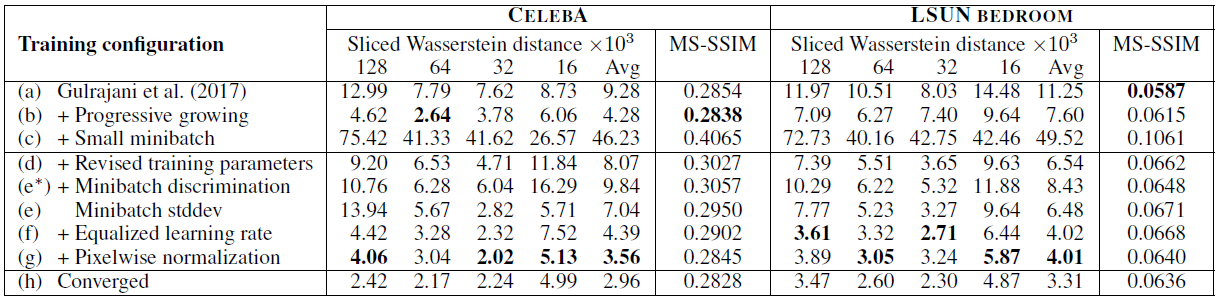 CELEBA LSUN BEDROOM
Training configuration Sliced Wasserstein distance ×10³ MS-SSIM Sliced Wasserstein distance ×10³ MS-SSIM
128 64 32 16 Avg 128 64 32 16 Avg
(a) Gulrajani et al. (2017) 12.99 7.79 7.62 8.73 9.28 0.2854 11.97 10.51 8.03 14.48 11.25 0.0587
(b) + Progressive growing 4.62 2.64 3.78 6.06 4.28 0.2838 7.09 6.27 7.40 9.64 7.60 0.0615
(c) + Small minibatch 75.42 41.33 41.62 26.57 46.23 0.4065 72.73 40.16 42.75 42.46 49.52 0.1061
(d) + Revised training parameters 9.20 6.53 4.71 11.84 8.07 0.3027 7.39 5.51 3.65 9.63 6.54 0.0662
(e*) + Minibatch discrimination 10.76 6.28 6.04 16.29 9.84 0.3057 10.29 6.22 5.32 11.88 8.43 0.0648
(e) Minibatch stddev 13.94 5.67 2.82 5.71 7.04 0.2950 7.77 5.23 3.27 9.64 6.48 0.0671
(f) + Equalized learning rate 4.42 3.28 2.32 7.52 4.39 0.2902 3.61 3.32 2.71 6.44 4.02 0.0668
(g) + Pixelwise normalization 4.06 3.04 2.02 5.13 3.56 0.2845 3.89 3.05 3.24 5.87 4.01 0.0640
(h) Converged 2.42 2.17 2.24 4.99 2.96 0.2828 3.47 2.60 2.30 4.87 3.31 0.0636